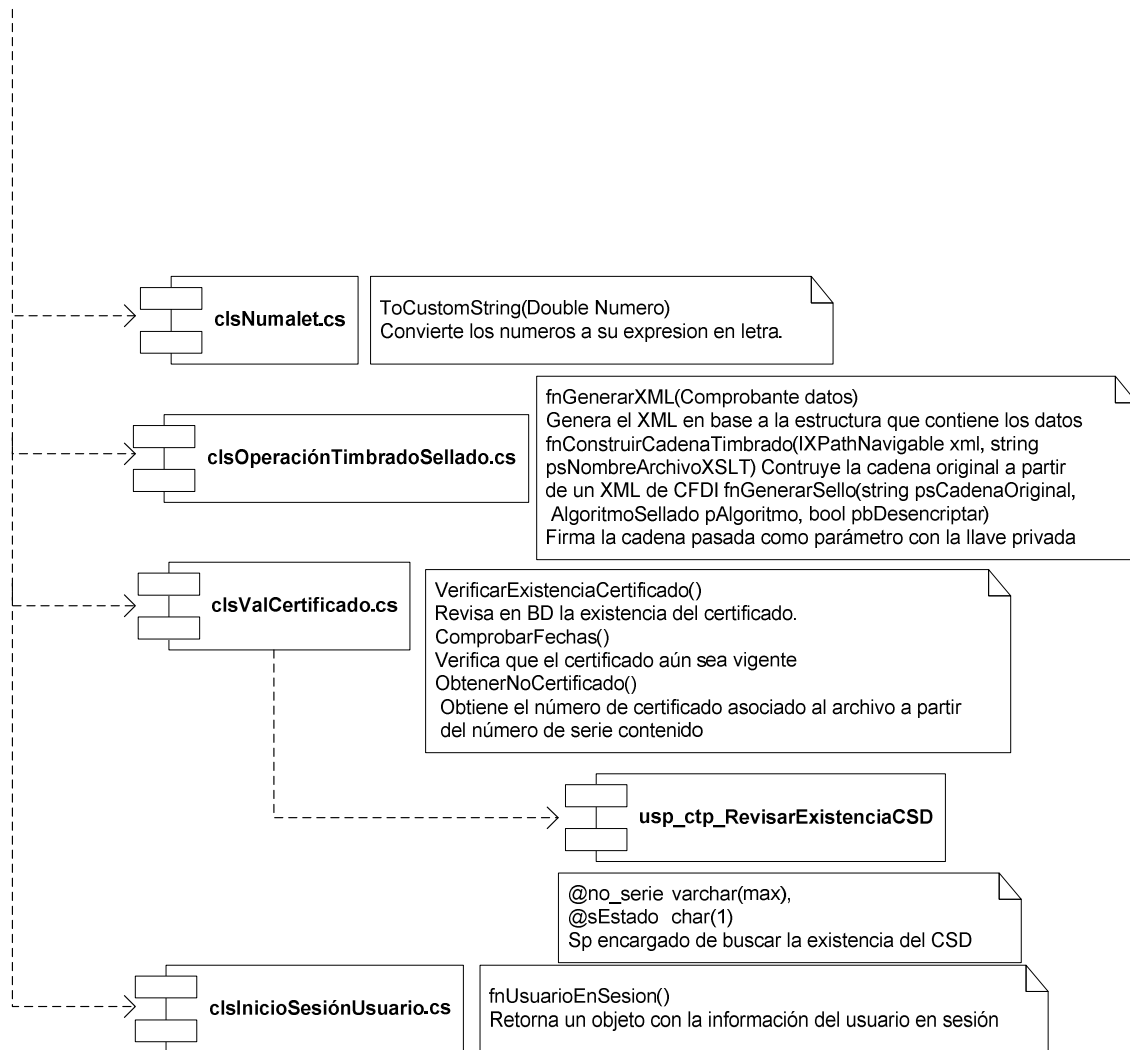 clsNumalet.cs
ToCustomString(Double Numero)
Convierte los numeros a su expresion en letra.
clsOperaciónTimbradoSellado.cs
fnGenerarXML(Comprobante datos)
Genera el XML en base a la estructura que contiene los datos
fnConstruirCadenaTimbrado(IXPathNavigable xml, string
psNombreArchivoXSLT) Contruye la cadena original a partir
de un XML de CFDI fnGenerarSello(string psCadenaOriginal,
AlgoritmoSellado pAlgoritmo, bool pbDesencriptar)
Firma la cadena pasada como parámetro con la llave privada
clsValCertificado.cs
VerificarExistenciaCertificado()
Revisa en BD la existencia del certificado.
ComprobarFechas()
Verifica que el certificado aún sea vigente
ObtenerNoCertificado()
Obtiene el número de certificado asociado al archivo a partir
del número de serie contenido
usp_ctp_RevisarExistenciaCSD
@no_serie varchar(max),
@sEstado char(1)
Sp encargado de buscar la existencia del CSD
clsInicioSesiónUsuario.cs
fnUsuarioEnSesion()
Retorna un objeto con la información del usuario en sesión